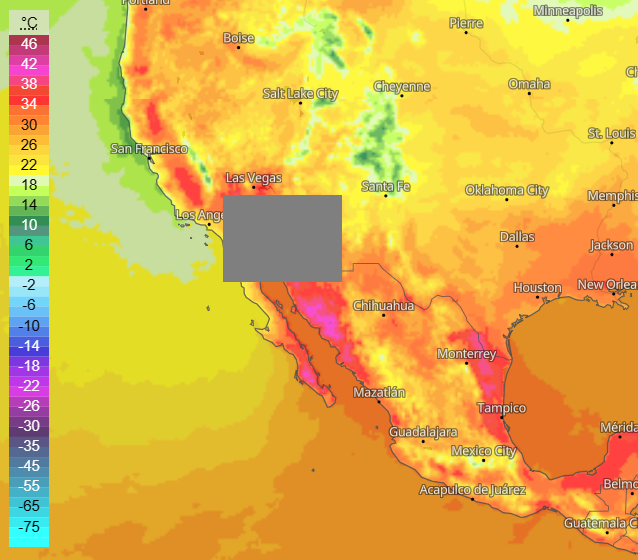 Portland
°C
46
42
38
34
30
26
22
18
14
10
6
2
-2
-6
-10
-14
-18
-22
-26
-30
-35
-45
-55
-65
-75
Minneapolis
Pierre
Boise
Salt Lake City
Cheyenne
Omaha
St. Louis
San Francisco
Las Vegas
Santa Fe
Oklahoma City
Memphis
Los Ange
Dallas
Jackson
Houston
New Orlea
Chihuahua
Monterrey
Mazatlán
Tampico
Guadalajara
Mérida
Mexico City
Acapulco de Juárez
Belmo
Guatemala C